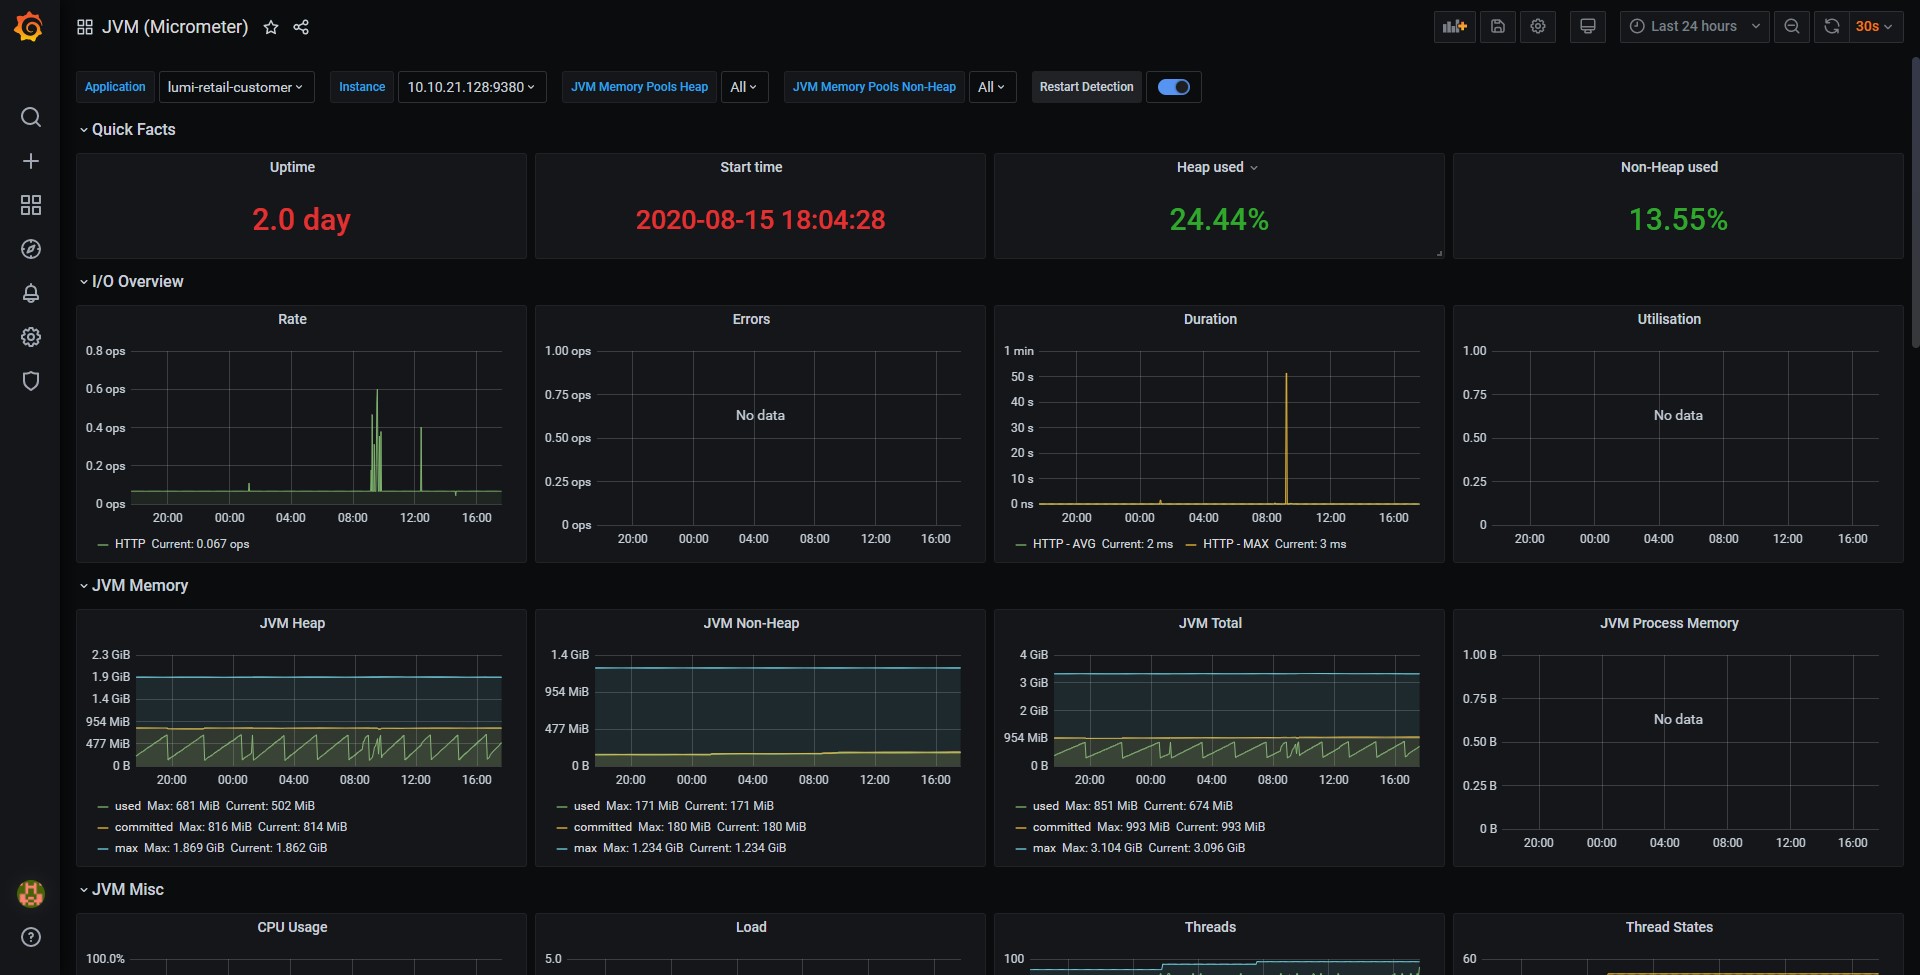 JVM (Micrometer)
Last 24 hours
30s
Application lumi-retail-customer Instance 10.10.21.128:9380 JVM Memory Pools Heap All JVM Memory Pools Non-Heap All Restart Detection
Quick Facts
Uptime
2.0 day
Start time
2020-08-15 18:04:28
Heap used
24.44%
Non-Heap used
13.55%
I/O Overview
Rate
0.8 ops
0.6 ops
0.4 ops
0.2 ops
0 ops
20:00 00:00 04:00 08:00 12:00 16:00
HTTP Current: 0.067 ops
Errors
1.00 ops
0.75 ops
No data
0.50 ops
0.25 ops
0 ops
20:00 00:00 04:00 08:00 12:00 16:00
Duration
1 min
50 s
40 s
30 s
20 s
10 s
0 ns
20:00 00:00 04:00 08:00 12:00 16:00
HTTP - AVG Current: 2 ms HTTP - MAX Current: 3 ms
Utilisation
1.00
0.75
No data
0.50
0.25
0
20:00 00:00 04:00 08:00 12:00 16:00
JVM Memory
JVM Heap
2.3 GiB
1.9 GiB
1.4 GiB
954 MiB
477 MiB
0 B
20:00 00:00 04:00 08:00 12:00 16:00
used Max: 681 MiB Current: 502 MiB
committed Max: 816 MiB Current: 814 MiB
max Max: 1.869 GiB Current: 1.862 GiB
JVM Non-Heap
1.4 GiB
954 MiB
477 MiB
0 B
20:00 00:00 04:00 08:00 12:00 16:00
used Max: 171 MiB Current: 171 MiB
committed Max: 180 MiB Current: 180 MiB
max Max: 1.234 GiB Current: 1.234 GiB
JVM Total
4 GiB
3 GiB
2 GiB
954 MiB
0 B
20:00 00:00 04:00 08:00 12:00 16:00
used Max: 851 MiB Current: 674 MiB
committed Max: 993 MiB Current: 993 MiB
max Max: 3.104 GiB Current: 3.096 GiB
JVM Process Memory
1.00 B
0.75 B
No data
0.50 B
0.25 B
0 B
20:00 00:00 04:00 08:00 12:00 16:00
JVM Misc
CPU Usage
100.0%
Load
5.0
Threads
100
Thread States
60